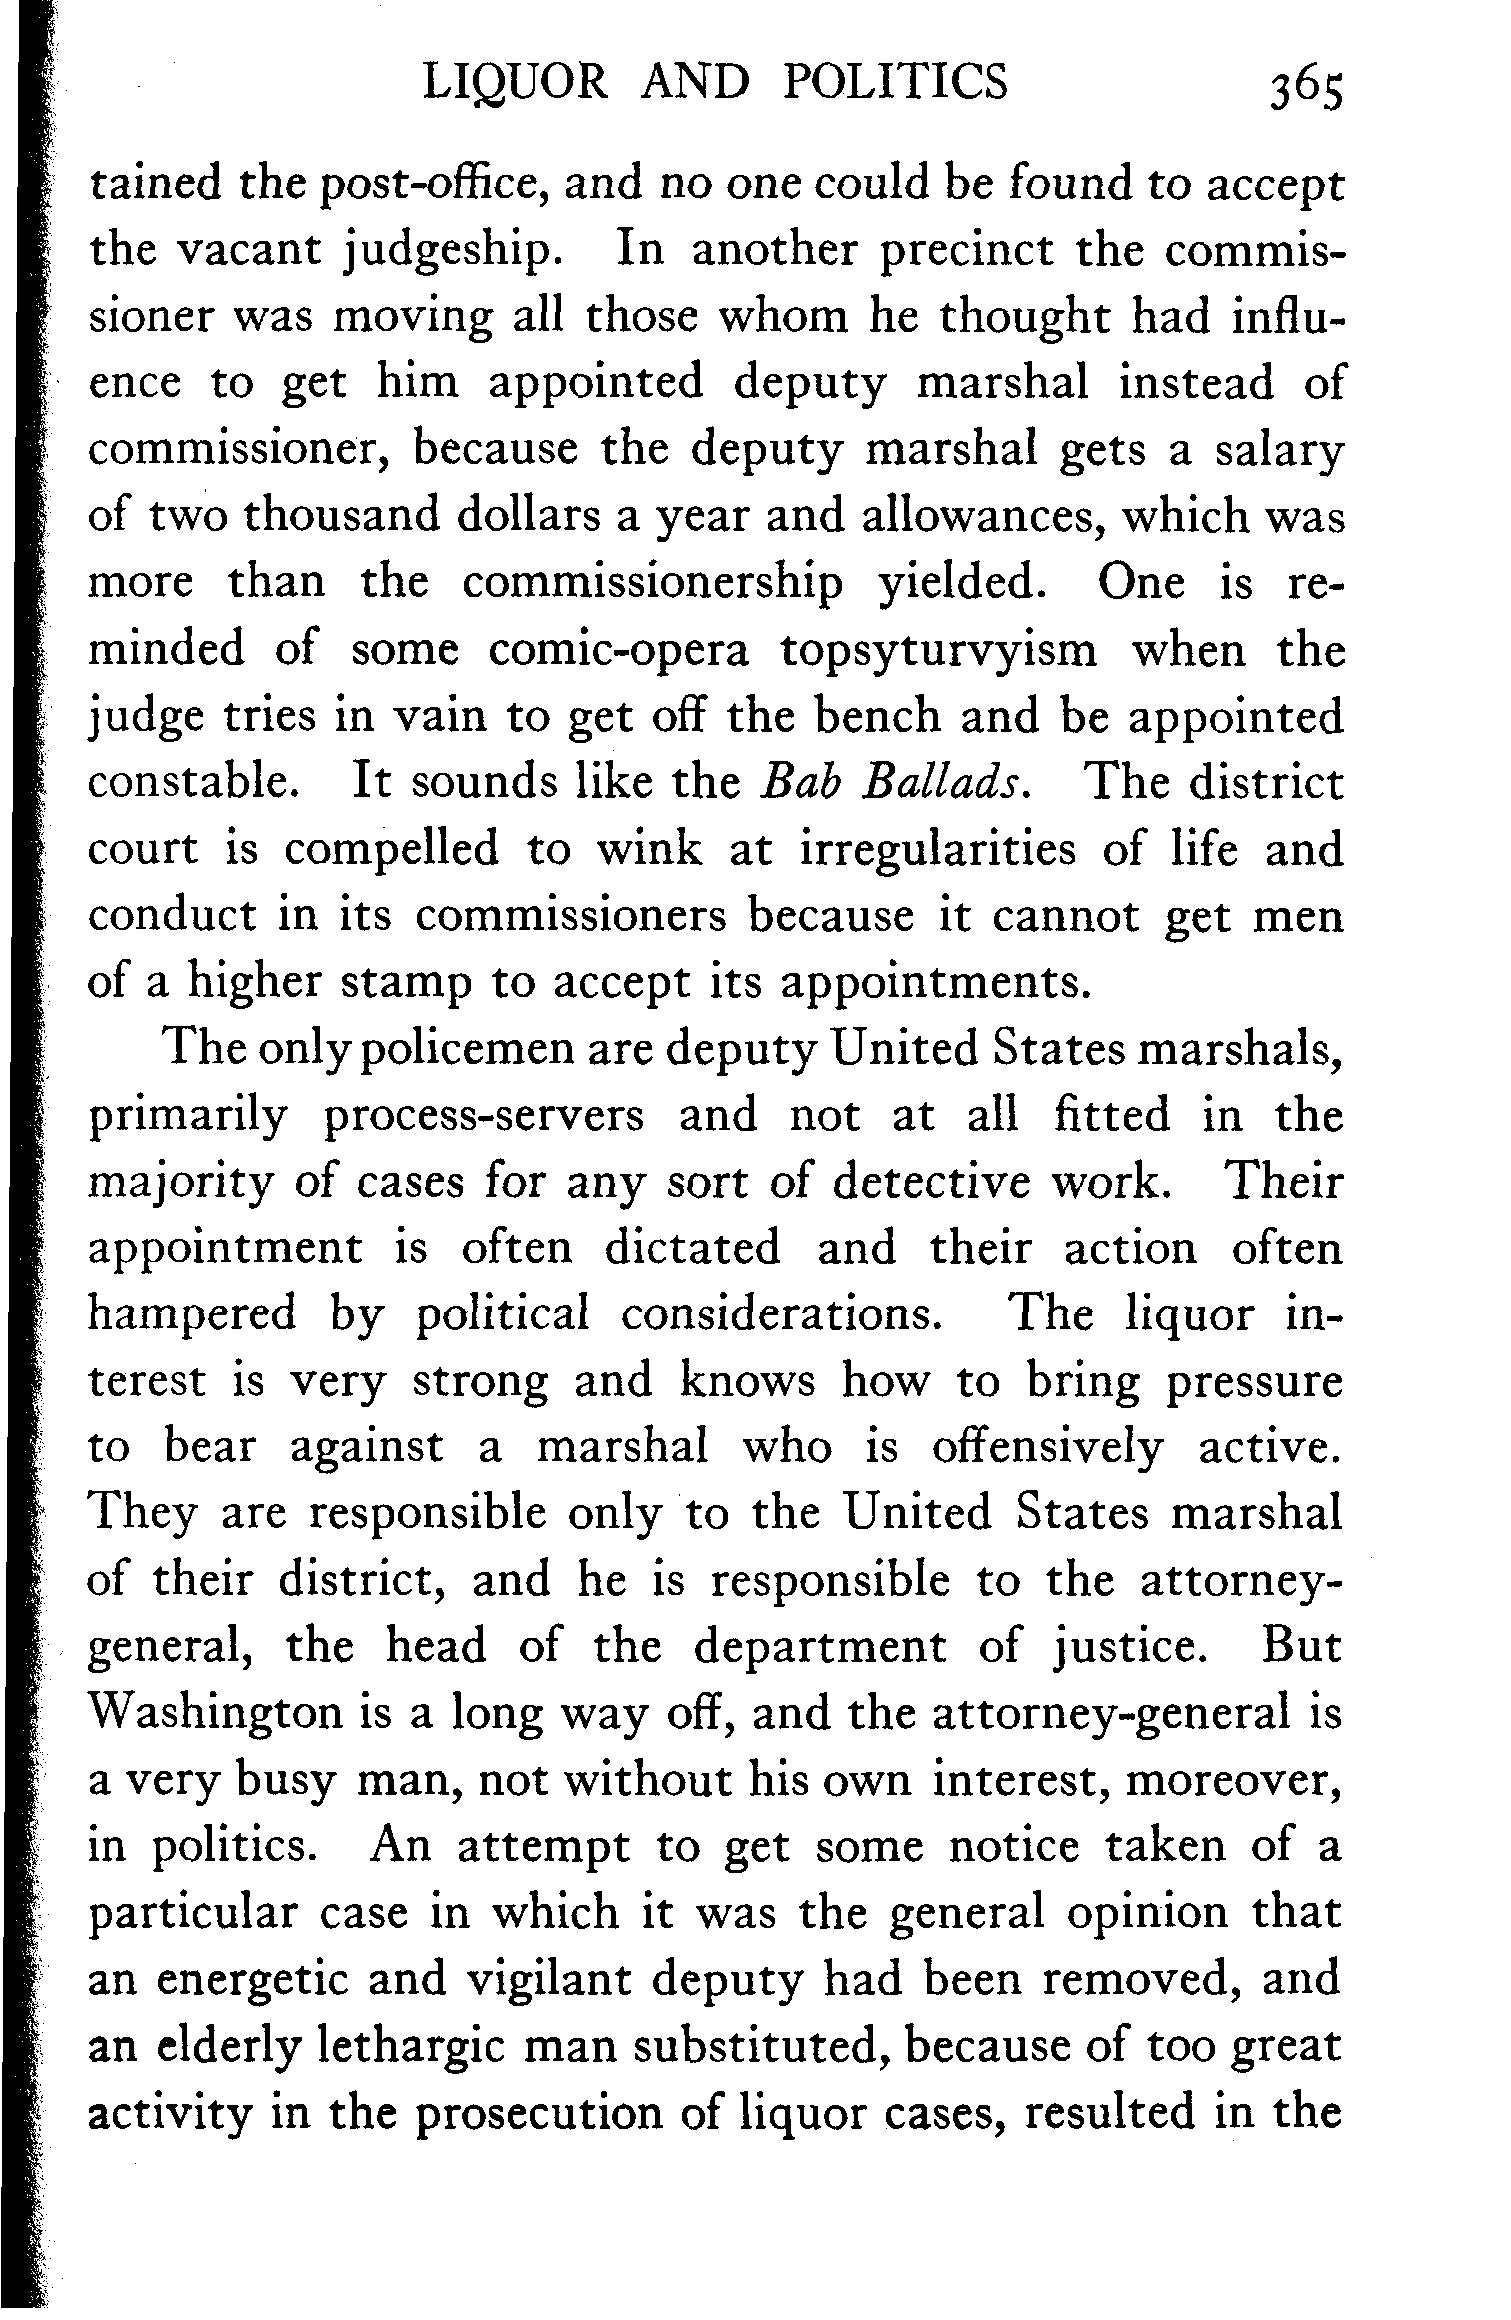 LIQUOR AND POLITICS 365
tained the post-office, and no one could be found to accept
the vacant judgeship. In another precinct the commis-
sioner was moving all those whom he thought had influ-
ence to get him appointed deputy marshal instead of
commissioner, because the deputy marshal gets a salary
of two thousand dollars a year and allowances, which was
more than the commissionership yielded. One is re-
minded of some comic-opera topsyturvyism when the
judge tries in vain to get off the bench and be appointed
constable. It sounds like the Bab Ballads. The district
court is compelled to wink at irregularities of life and
conduct in its commissioners because it cannot get men
of a higher stamp to accept its appointments.
The only policemen are deputy United States marshals,
primarily process-servers and not at all fitted in the
majority of cases for any sort of detective work. Their
appointment is often dictated and their action often
hampered by political considerations. The liquor in-
terest is very strong and knows how to bring pressure
to bear against a marshal who is offensively active.
They are responsible only to the United States marshal
of their district, and he is responsible to the attorney-
general, the head of the department of justice. But
Washington is a long way off, and the attorney-general is
a very busy man, not without his own interest, moreover,
in politics. An attempt to get some notice taken of a
particular case in which it was the general opinion that
an energetic and vigilant deputy had been removed, and
an elderly lethargic man substituted, because of too great
activity in the prosecution of liquor cases, resulted in the